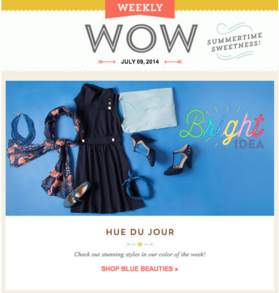 WEEKLY
WOW
SUMMERTIME
SWEETNESS!
JULY 09, 2014
Bright
IDEA
HUE DU JOUR
Check out stunning styles in our color of the week!
SHOP BLUE BEAUTIES »